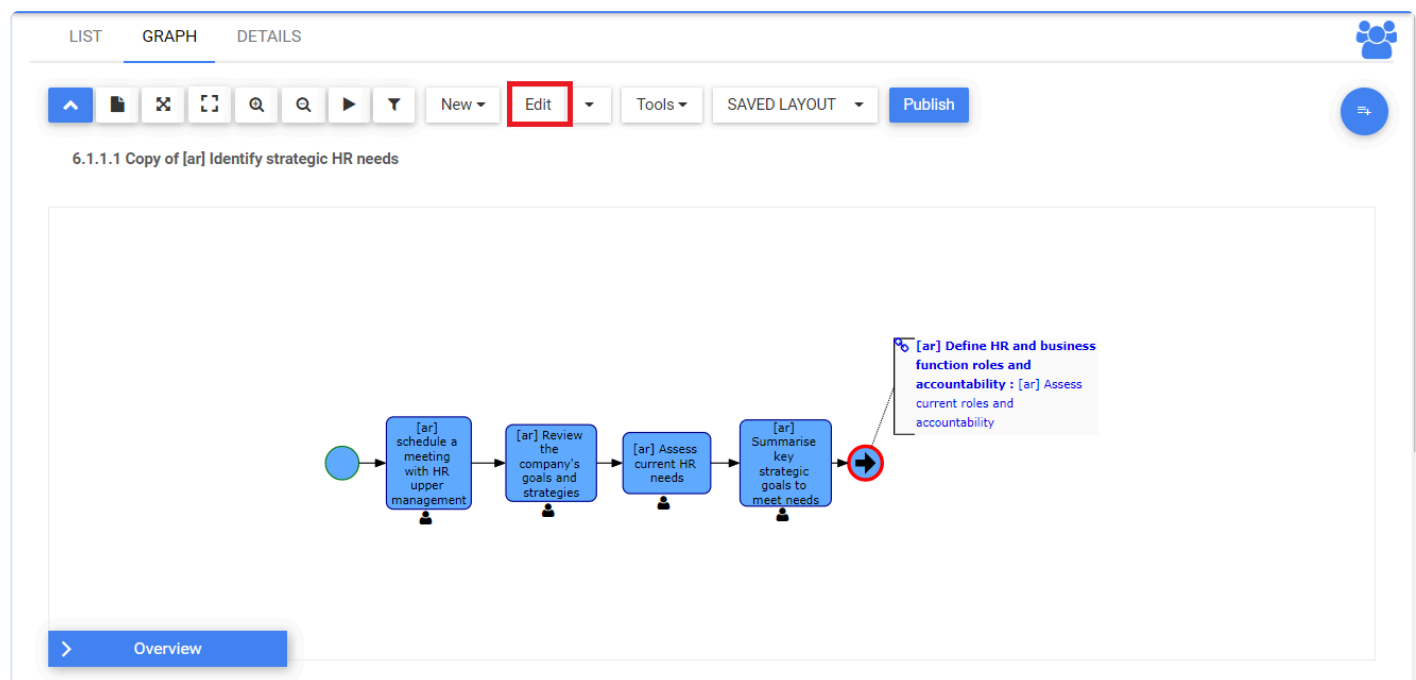 LIST GRAPH DETAILS
New Edit Tools SAVED LAYOUT Publish
6.1.1.1 Copy of [ar] Identify strategic HR needs
[ar]
schedule a
meeting
with HR
upper
management
[ar] Review
the
company's
goals and
strategies
[ar] Assess
current HR
needs
[ar]
Summarise
key
strategic
goals to
meet needs
[ar] Define HR and business
function roles and
accountability : [ar] Assess
current roles and
accountability
Overview